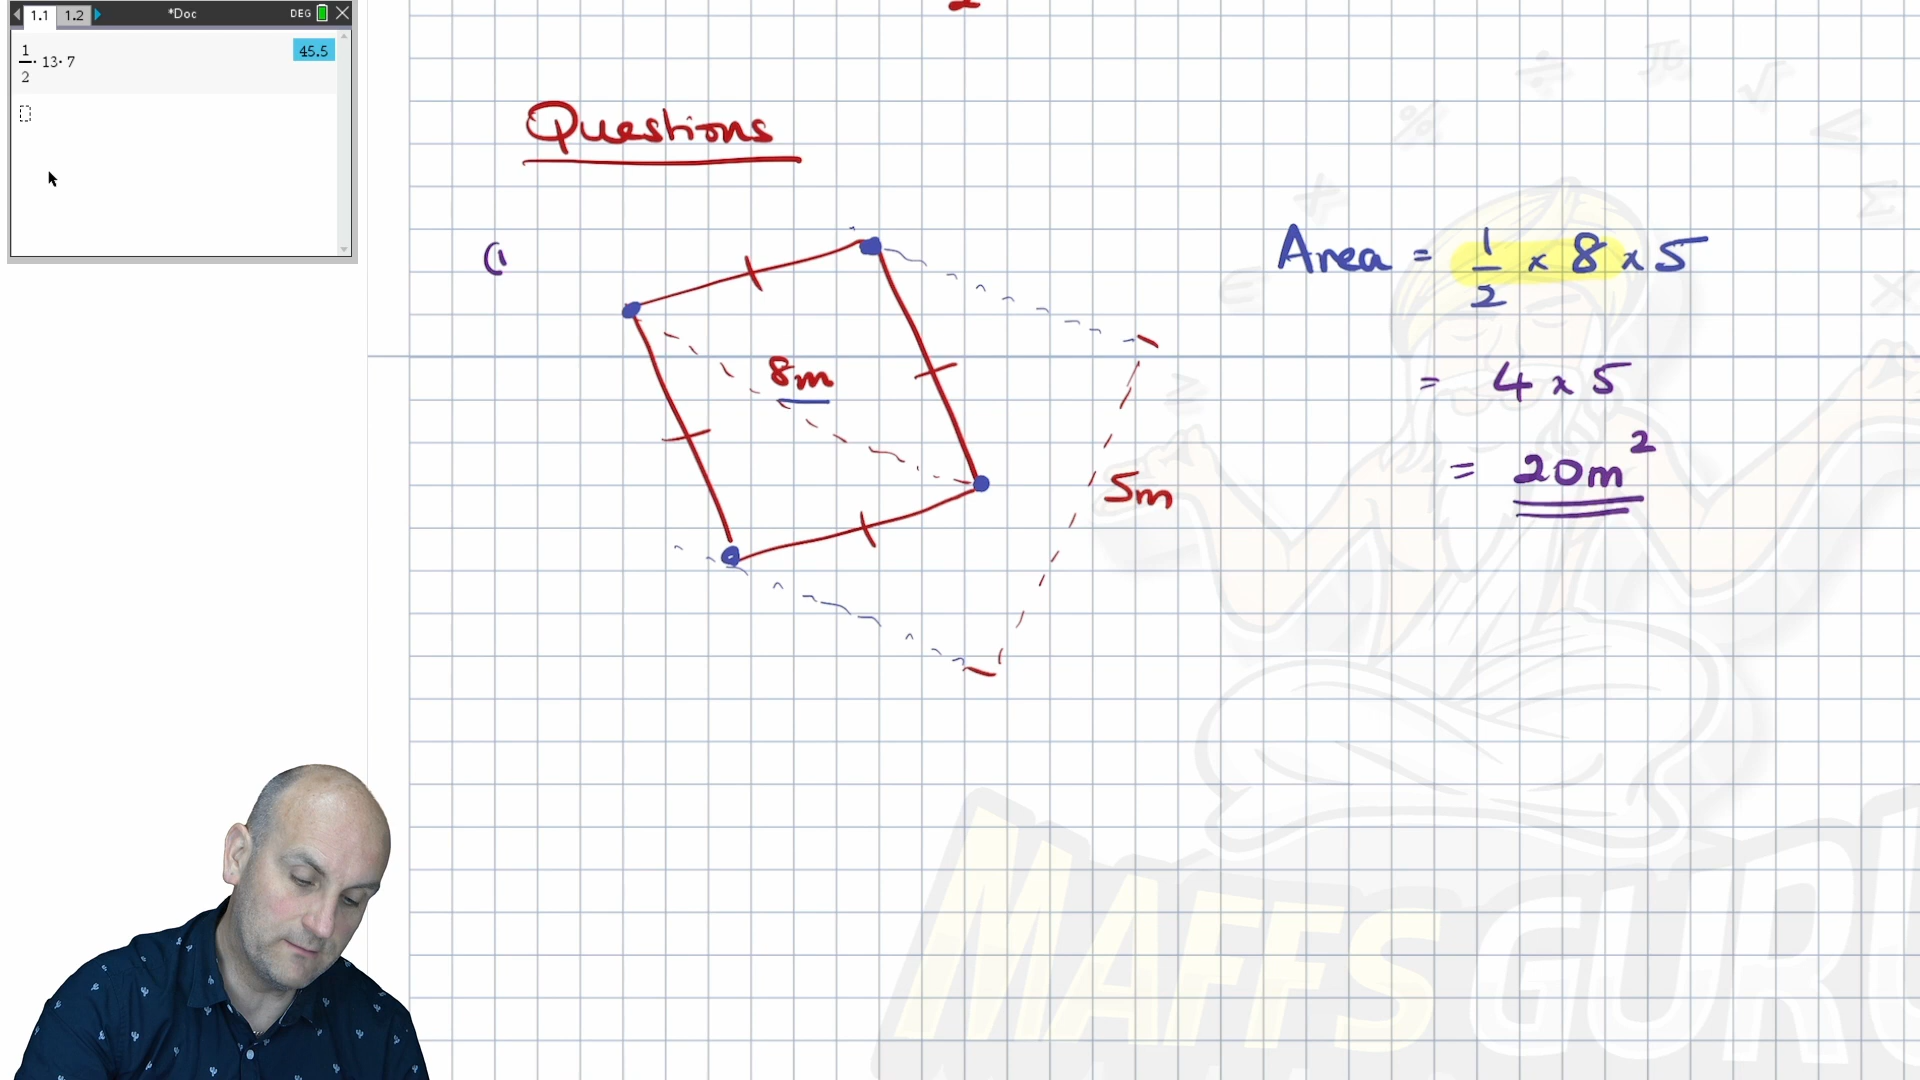 1.1 1.2 *Doc DEG
1/2 · 13 · 7 45.5
Questions
(1
8m
5m
Area = 1/2 × 8 × 5
= 4 × 5
= 20m²
MAFFS GURU